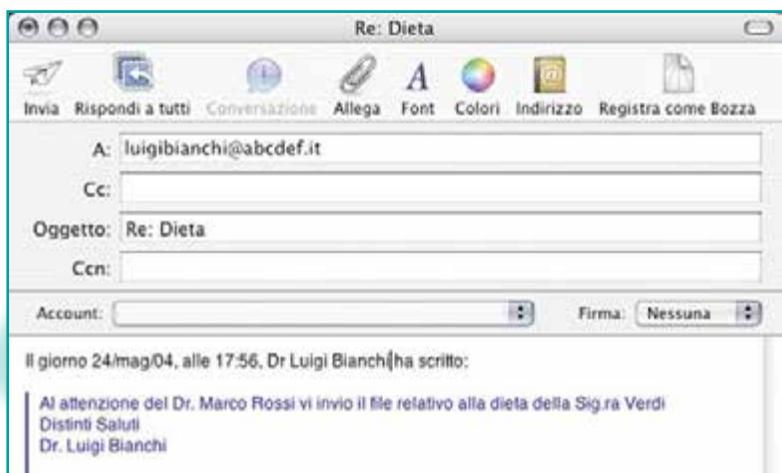 Re: Dieta
Invia Rispondi a tutti Conversazione Allega Font Colori Indirizzo Registra come Bozza
A: luigibianchi@abcdef.it
Cc:
Oggetto: Re: Dieta
Ccn:
Account: Firma: Nessuna
Il giorno 24/mag/04, alle 17:56, Dr Luigi Bianchi ha scritto:
Al attenzione del Dr. Marco Rossi vi invio il file relativo alla dieta della Sig.ra Verdi
Distinti Saluti
Dr. Luigi Bianchi